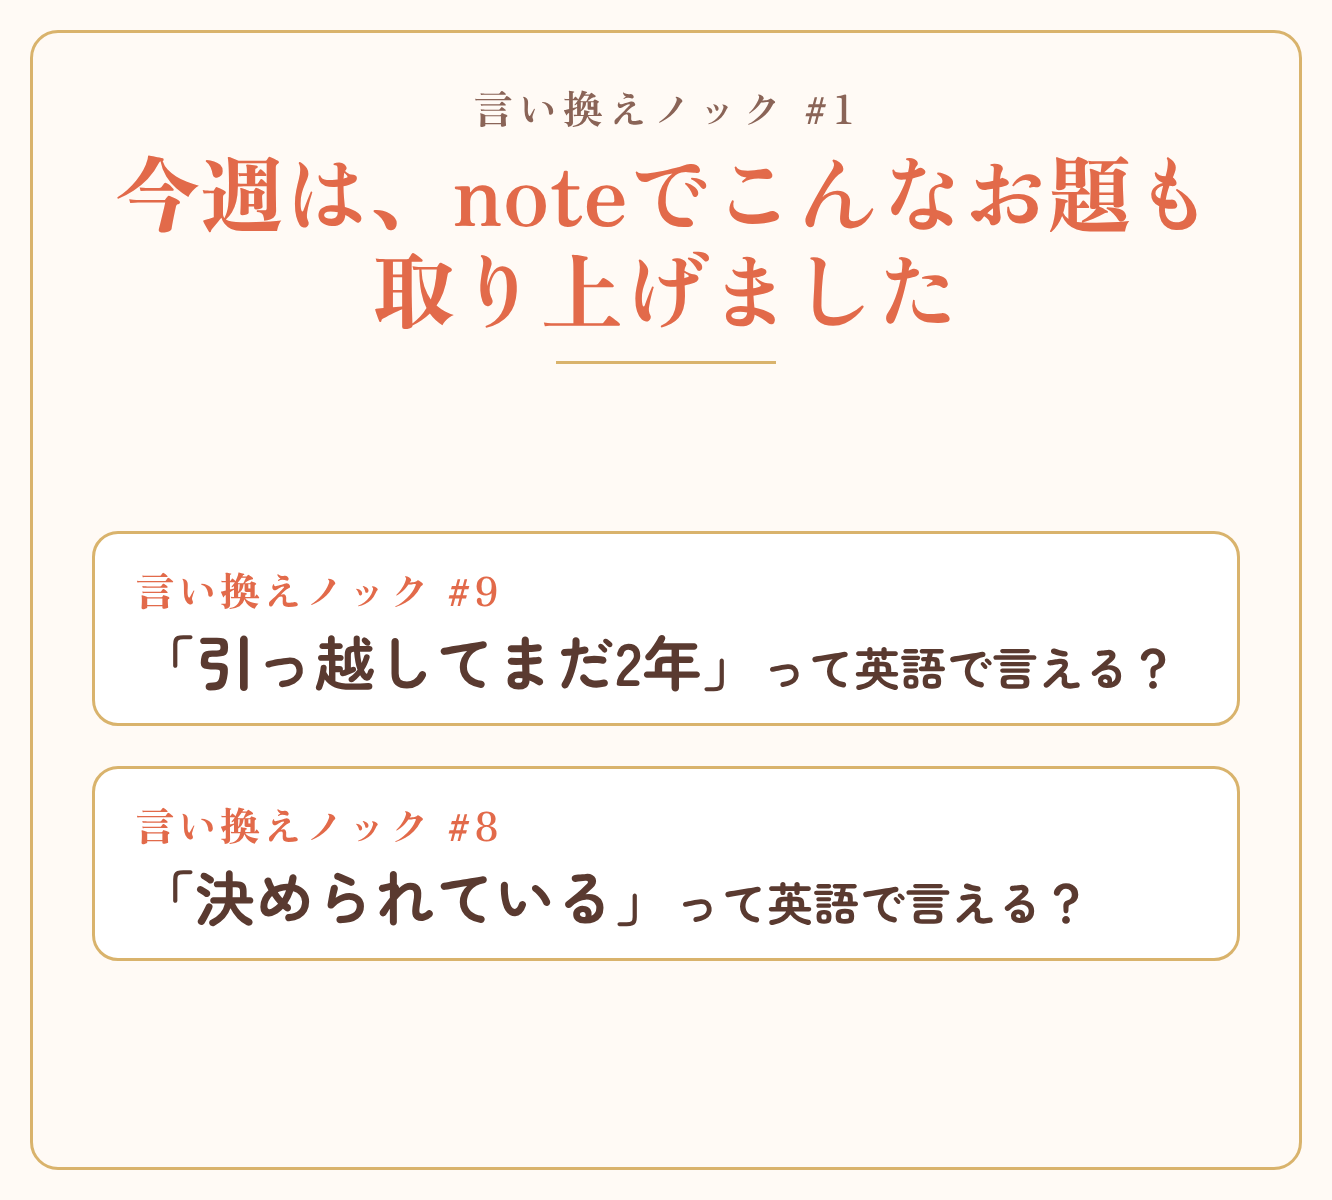 言い換えノック #1
今週は、noteでこんなお題も
取り上げました
言い換えノック #9
「引っ越してまだ2年」って英語で言える？
言い換えノック #8
「決められている」って英語で言える？